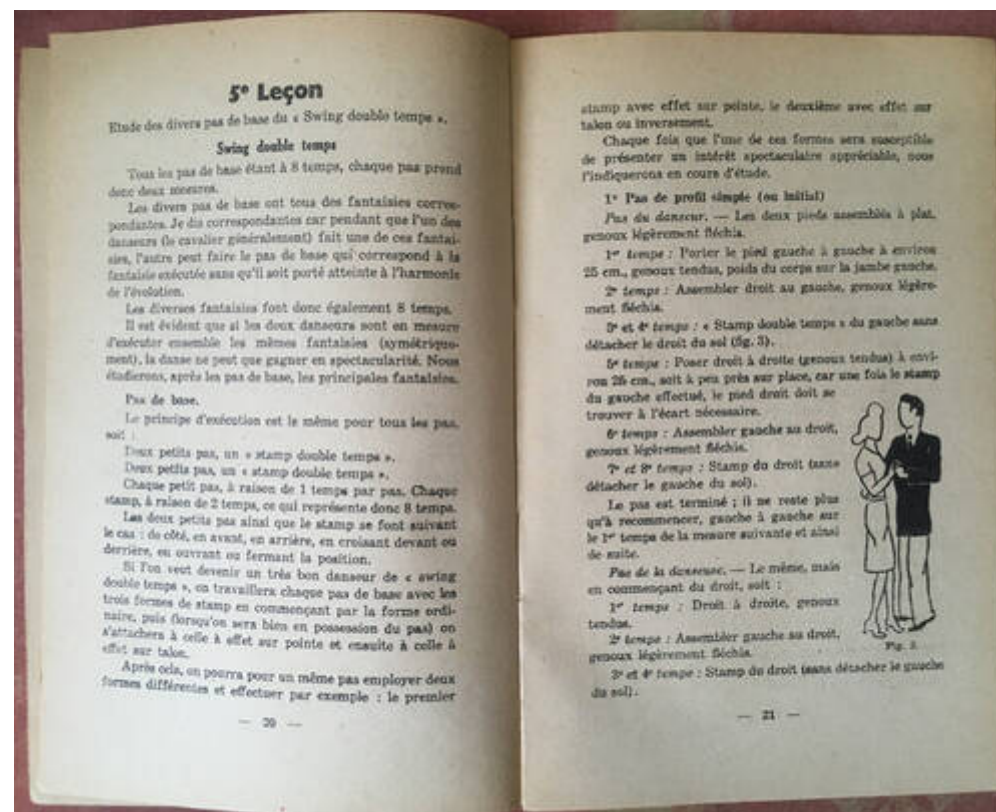 5e Leçon
Etude des divers pas de base du « Swing double temps ».
Swing double temps
Tous les pas de base étant à 8 temps, chaque pas prend
donc deux mesures.
Les divers pas de base ont tous des fantaisies corres-
pondantes. Je dis correspondantes car pendant que l'un des
danseurs (le cavalier généralement) fait une de ces fantai-
sies, l'autre peut faire le pas de base qui correspond à la
fantaisie exécutée sans qu'il soit porté atteinte à l'harmonie
de l'évolution.
Les diverses fantaisies font donc également 8 temps.
Il est évident que si les deux danseurs sont en mesure
d'exécuter ensemble les mêmes fantaisies (symétrique-
ment), la danse ne peut que gagner en spectacularité. Nous
étudierons, après les pas de base, les principales fantaisies.
Pas de base.
Le principe d'exécution est le même pour tous les pas,
soit :
Deux petits pas, un « stamp double temps ».
Deux petits pas, un « stamp double temps ».
Chaque petit pas, à raison de 1 temps par pas. Chaque
stamp, à raison de 2 temps, ce qui représente donc 8 temps.
Les deux petits pas ainsi que le stamp se font suivant
le cas : de côté, en avant, en arrière, en croisant devant ou
derrière, en ouvrant ou fermant la position.
Si l'on veut devenir un très bon danseur de « swing
double temps », on travaillera chaque pas de base avec les
trois formes de stamp en commençant par la forme ordi-
naire, puis (lorsqu'on sera bien en possession du pas) on
s'attachera à celle à effet sur pointe et ensuite à celle à
effet sur talon.
Après cela, on pourra pour un même pas employer deux
formes différentes et effectuer par exemple : le premier
— 20 —
stamp avec effet sur pointe, le deuxième avec effet sur
talon ou inversement.
Chaque fois que l'une de ces formes sera susceptible
de présenter un intérêt spectaculaire appréciable, nous
l'indiquerons en cours d'étude.
1° Pas de profil simple (ou initial)
Pas du danseur. — Les deux pieds assemblés à plat,
genoux légèrement fléchis.
1er temps : Porter le pied gauche à gauche à environ
25 cm., genoux tendus, poids du corps sur la jambe gauche.
2e temps : Assembler droit au gauche, genoux légère-
ment fléchis.
3e et 4e temps : « Stamp double temps » du gauche sans
détacher le droit du sol (fig. 3).
5e temps : Poser droit à droite (genoux tendus) à envi-
ron 25 cm., soit à peu près sur place, car une fois le stamp
du gauche effectué, le pied droit doit se
trouver à l'écart nécessaire.
6e temps : Assembler gauche au droit,
genoux légèrement fléchis.
7e et 8e temps : Stamp du droit (sans
détacher le gauche du sol).
Le pas est terminé ; il ne reste plus
qu'à recommencer, gauche à gauche sur
le 1er temps de la mesure suivante et ainsi
de suite.
Pas de la danseuse. — Le même, mais
en commençant du droit, soit :
1er temps : Droit à droite, genoux
tendus.
2e temps : Assembler gauche au droit,
genoux légèrement fléchis.
Fig. 3.
3e et 4e temps : Stamp du droit (sans détacher le gauche
du sol).
— 21 —